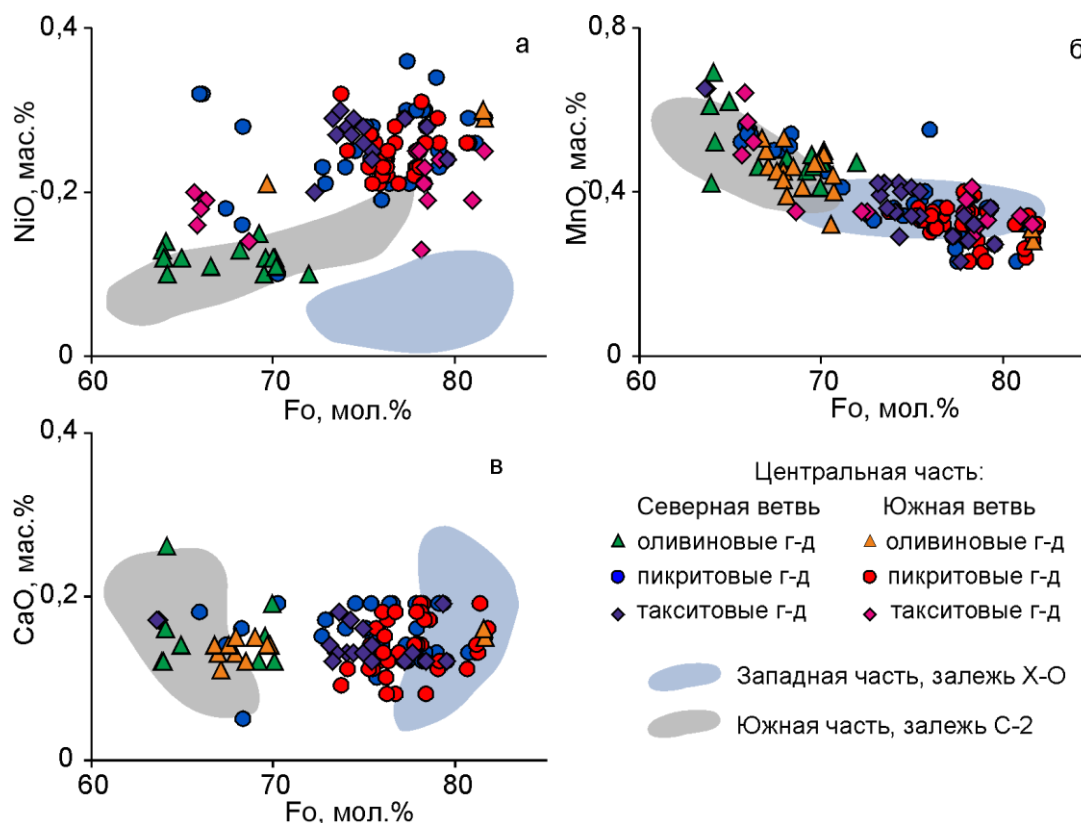 0,4
а
NiO, мас.%
0,2
0
60
70
80
Fo, мол.%
0,8
б
MnO, мас.%
0,4
0
60
70
80
Fo, мол.%
0,4
в
CaO, мас.%
0,2
0
60
70
80
Fo, мол.%
Центральная часть:
Северная ветвь
Южная ветвь
оливиновые г-д
оливиновые г-д
пикритовые г-д
пикритовые г-д
такситовые г-д
такситовые г-д
Западная часть, залежь Х-О
Южная часть, залежь С-2